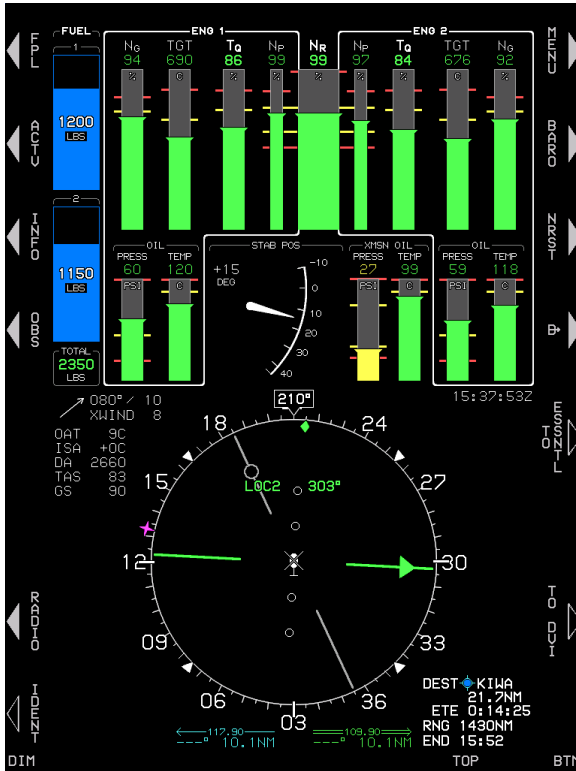 FUEL ENG 1 ENG 2
1 NG TGT TQ NP NR NP TQ TGT NG
94 690 86 99 99 97 84 676 92
% C % % % % % C %
FPL
MENU
1200
LBS
ACTV
BARO
2
INFO
NRST
OIL STAB POS XMSN OIL OIL
PRESS TEMP PRESS TEMP PRESS TEMP
60 120 27 99 59 118
PSI C PSI C PSI C
+15
DEG
-10
0
10
20
30
40
1150
LBS
OBS
B➔
TOTAL
2350
LBS
080°/ 10
XWIND 8
15:37:53Z
210°
OAT 9C
ISA +0C
DA 2660
TAS 83
GS 90
TO ESSNTL
18 24
15 27
LOC2 303°
12 30
09 33
06 36
03
RADIO
TO DVI
IDENT
DEST KIWA
21.7NM
ETE 0:14:25
RNG 1430NM
END 15:52
117.90 109.90
---° 10.1NM ---° 10.1NM
DIM TOP BTM